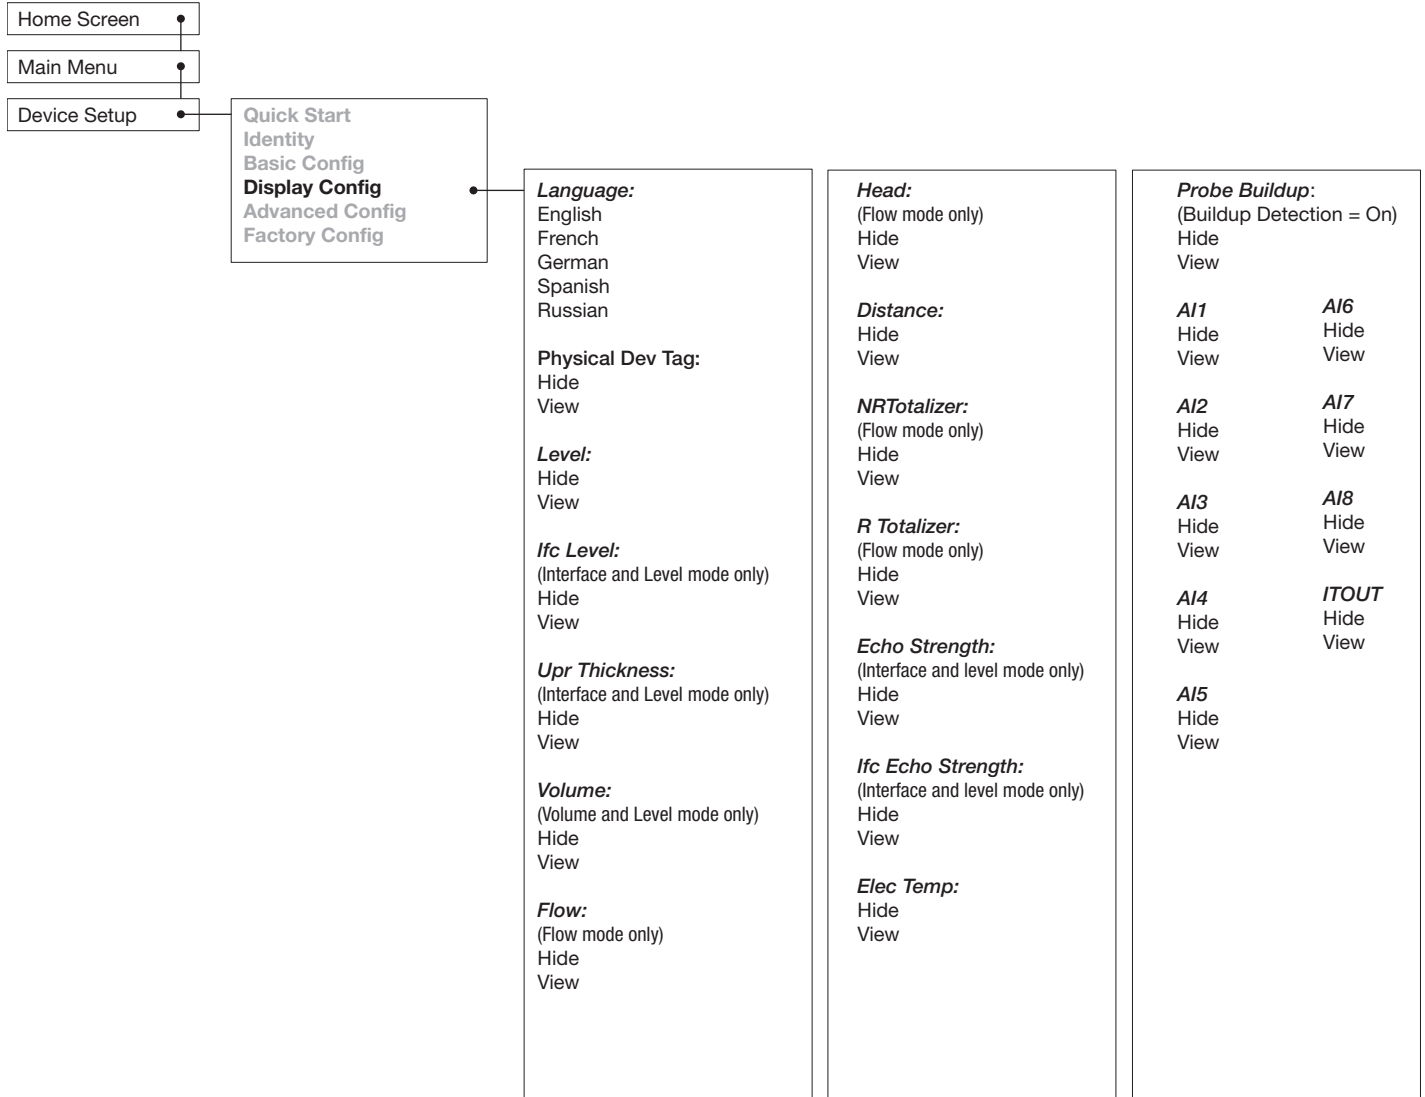 Home Screen
Main Menu
Device Setup
Quick Start
Identity
Basic Config
Display Config
Advanced Config
Factory Config
Language:
English
French
German
Spanish
Russian
Physical Dev Tag:
Hide
View
Level:
Hide
View
Ifc Level:
(Interface and Level mode only)
Hide
View
Upr Thickness:
(Interface and Level mode only)
Hide
View
Volume:
(Volume and Level mode only)
Hide
View
Flow:
(Flow mode only)
Hide
View
Head:
(Flow mode only)
Hide
View
Distance:
Hide
View
NRTotalizer:
(Flow mode only)
Hide
View
R Totalizer:
(Flow mode only)
Hide
View
Echo Strength:
(Interface and level mode only)
Hide
View
Ifc Echo Strength:
(Interface and level mode only)
Hide
View
Elec Temp:
Hide
View
Probe Buildup:
(Buildup Detection = On)
Hide
View
AI1
Hide
View
AI2
Hide
View
AI3
Hide
View
AI4
Hide
View
AI5
Hide
View
AI6
Hide
View
AI7
Hide
View
AI8
Hide
View
ITOUT
Hide
View